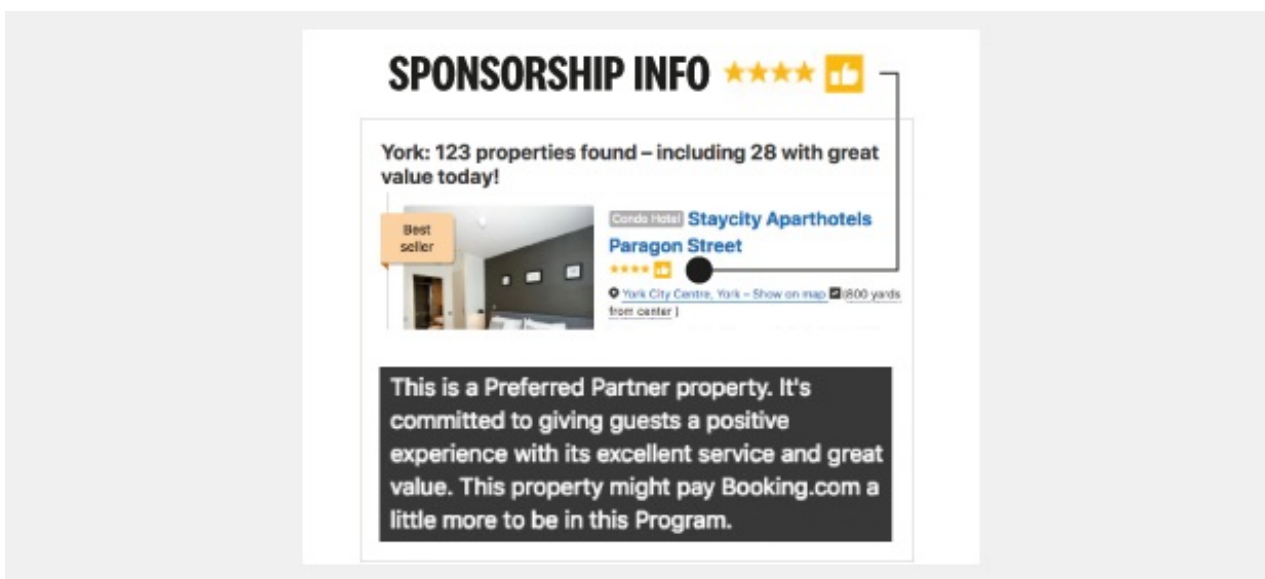 SPONSORSHIP INFO
York: 123 properties found – including 28 with great
value today!
Best
seller
Condo Hotel Staycity Aparthotels
Paragon Street
York City Centre, York – Show on map (800 yards
from center )
This is a Preferred Partner property. It's
committed to giving guests a positive
experience with its excellent service and great
value. This property might pay Booking.com a
little more to be in this Program.